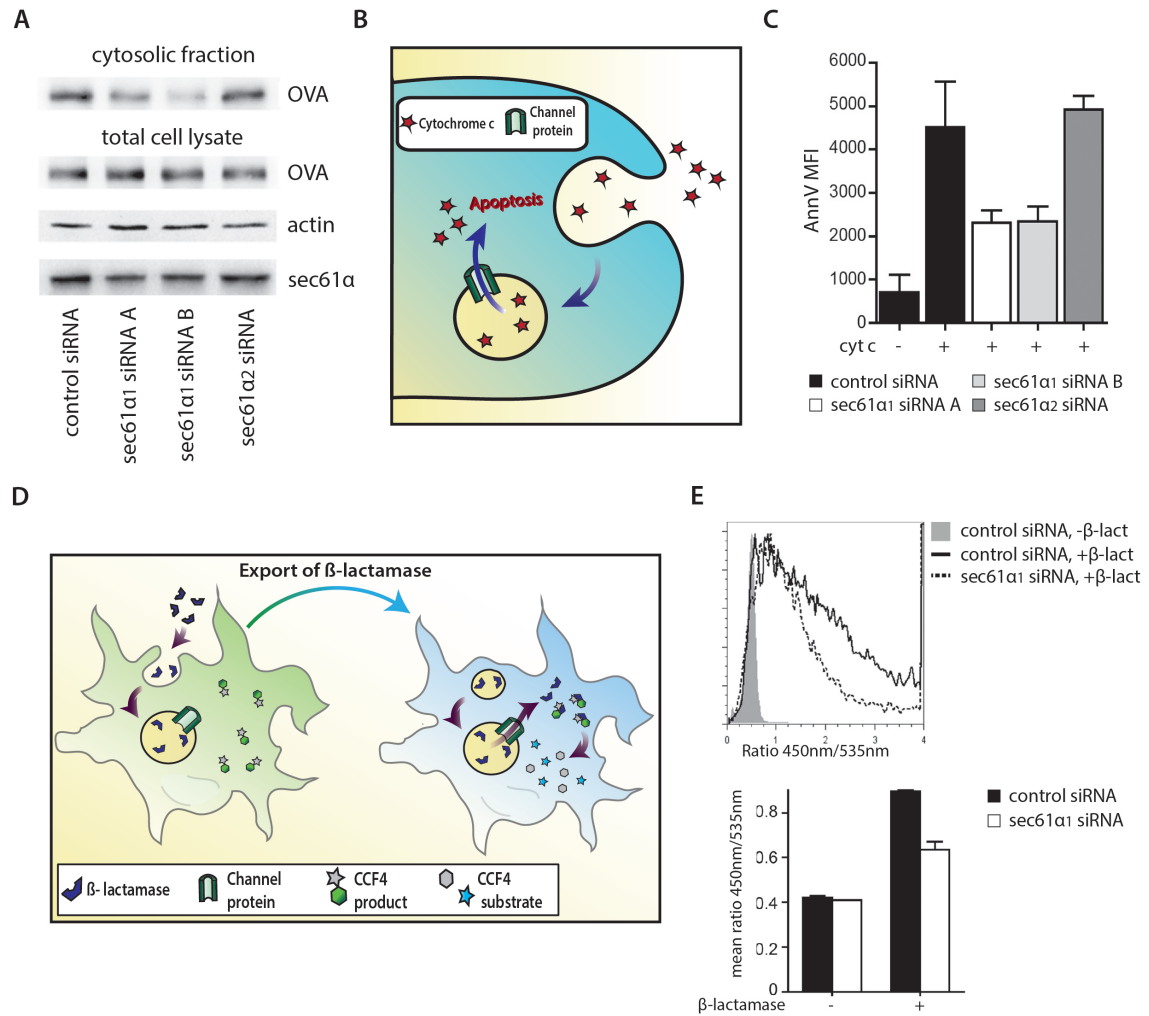 A
cytosolic fraction
OVA
total cell lysate
OVA
actin
sec61α
control siRNA
sec61α1 siRNA A
sec61α1 siRNA B
sec61α2 siRNA
B
Cytochrome c
Channel
protein
Apoptosis
C
AnnV MFI
6000
5000
4000
3000
2000
1000
0
cyt c - + + + +
control siRNA
sec61α1 siRNA A
sec61α1 siRNA B
sec61α2 siRNA
D
Export of ß-lactamase
ß- lactamase
Channel
protein
CCF4
product
CCF4
substrate
E
control siRNA, -β-lact
control siRNA, +β-lact
sec61α1 siRNA, +β-lact
0 1 2 3 4
Ratio 450nm/535nm
mean ratio 450nm/535nm
0.8
0.6
0.4
0.2
0
β-lactamase - +
control siRNA
sec61α1 siRNA